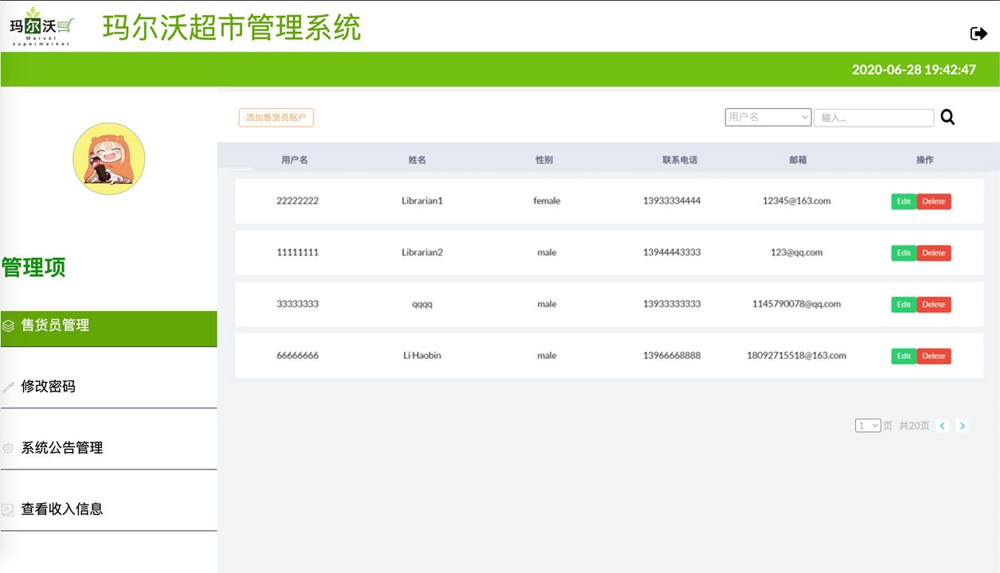 玛尔沃
Marvel
supermarket
玛尔沃超市管理系统
2020-06-28 19:42:47
管理项
售货员管理
修改密码
系统公告管理
查看收入信息
添加售货员账户 用户名 输入...
用户名 姓名 性别 联系电话 邮箱 操作
22222222 Librarian1 female 13933334444 12345@163.com Edit Delete
11111111 Librarian2 male 13944443333 123@qq.com Edit Delete
33333333 qqqq male 13933333333 1145790078@qq.com Edit Delete
66666666 Li Haobin male 13966668888 18092715518@163.com Edit Delete
1 页 共20页